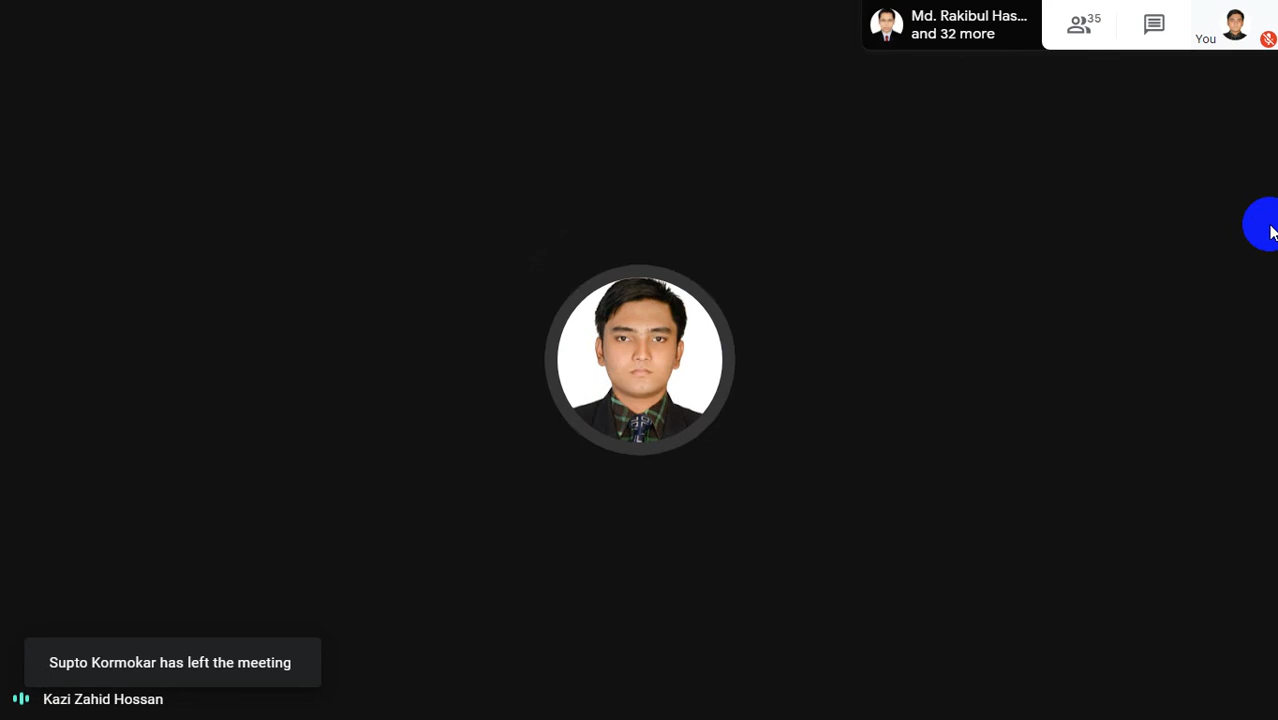 Md. Rakibul Has...
and 32 more
35
You
Supto Kormokar has left the meeting
Kazi Zahid Hossan